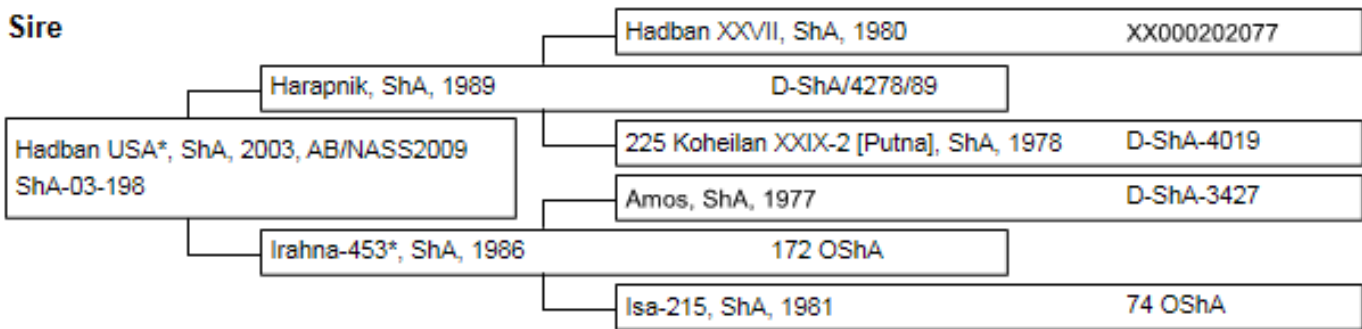 Sire
Hadban XXVII, ShA, 1980 XX000202077
Harapnik, ShA, 1989 D-ShA/4278/89
225 Koheilan XXIX-2 [Putna], ShA, 1978 D-ShA-4019
Hadban USA*, ShA, 2003, AB/NASS2009
ShA-03-198
Amos, ShA, 1977 D-ShA-3427
Irahna-453*, ShA, 1986 172 OShA
Isa-215, ShA, 1981 74 OShA